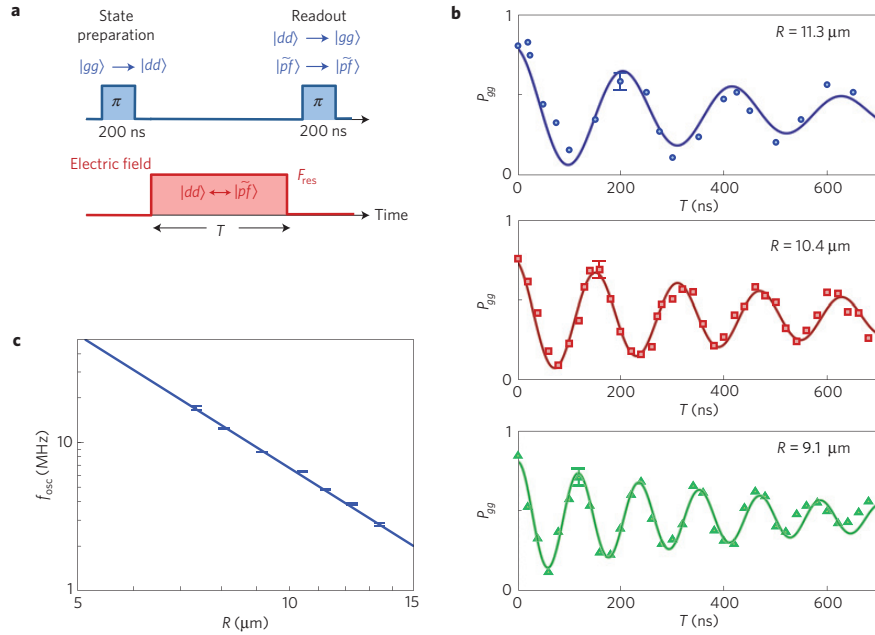 a
State
preparation
|gg⟩ → |dd⟩
π
200 ns
Readout
|dd⟩ → |gg⟩
|p̃f⟩ → |p̃f⟩
π
200 ns
Electric field
|dd⟩ ↔ |p̃f⟩
F_res
Time
T
b
R = 11.3 µm
P_gg
1
0
0
200
400
600
T (ns)
R = 10.4 µm
P_gg
1
0
0
200
400
600
T (ns)
R = 9.1 µm
P_gg
1
0
0
200
400
600
T (ns)
c
f_osc (MHz)
10
1
5
10
15
R (µm)